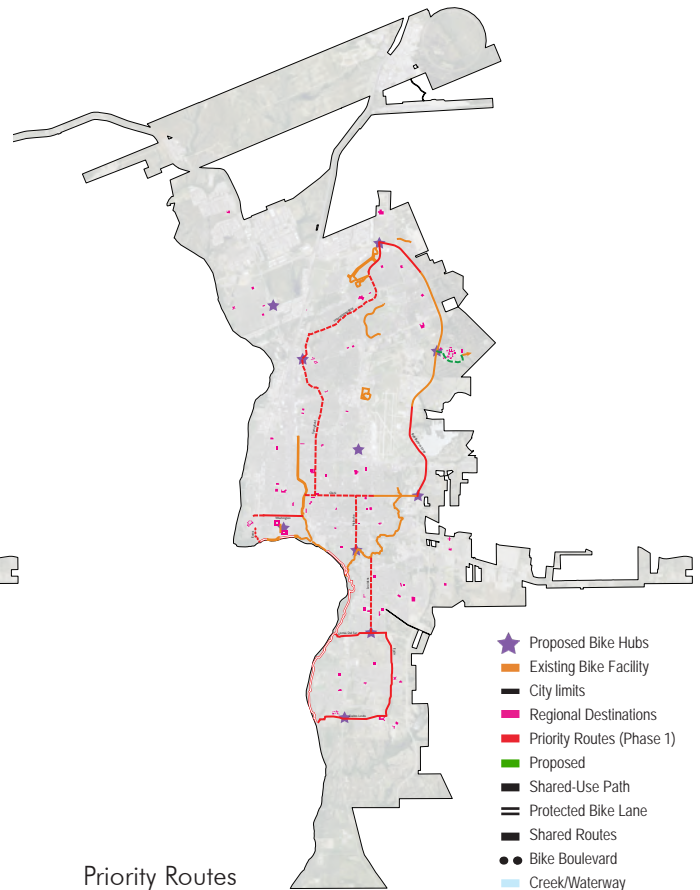 Proposed Bike Hubs
Existing Bike Facility
City limits
Regional Destinations
Priority Routes (Phase 1)
Proposed
Shared-Use Path
Protected Bike Lane
Shared Routes
Bike Boulevard
Creek/Waterway
Priority Routes